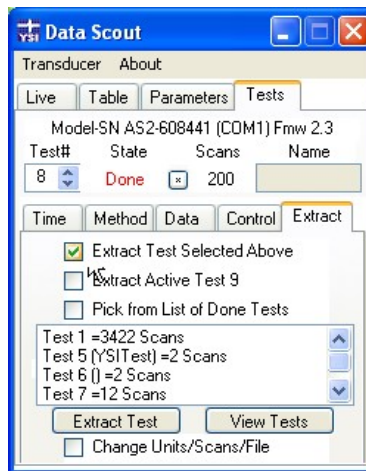 YSI Data Scout
Transducer About
Live Table Parameters Tests
Model-SN AS2-608441 (COM1) Fmw 2.3
Test# State Scans Name
8 Done × 200
Time Method Data Control Extract
Extract Test Selected Above
Extract Active Test 9
Pick from List of Done Tests
Test 1 =3422 Scans
Test 5 (YSITest) =2 Scans
Test 6 () =2 Scans
Test 7 =12 Scans
Extract Test View Tests
Change Units/Scans/File